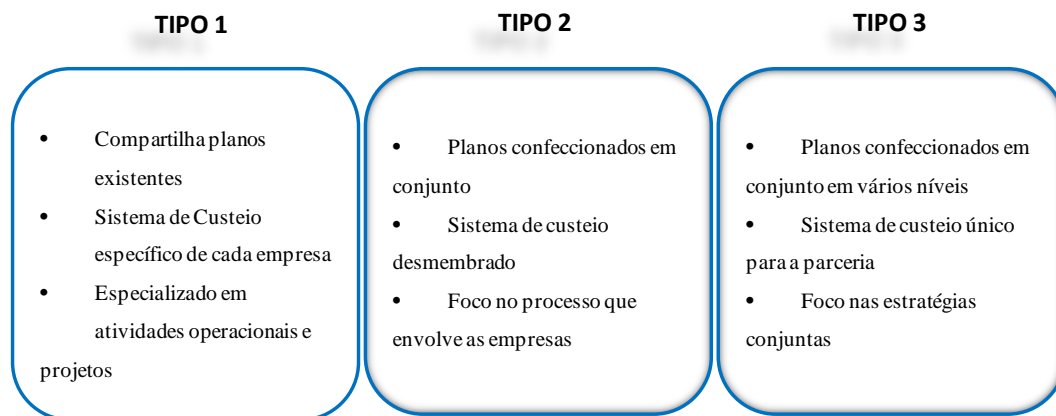 TIPO 1
• Compartilha planos
existentes
• Sistema de Custeio
específico de cada empresa
• Especializado em
atividades operacionais e
projetos
TIPO 2
• Planos confeccionados em
conjunto
• Sistema de custeio
desmembrado
• Foco no processo que
envolve as empresas
TIPO 3
• Planos confeccionados em
conjunto em vários níveis
• Sistema de custeio único
para a parceria
• Foco nas estratégias
conjuntas